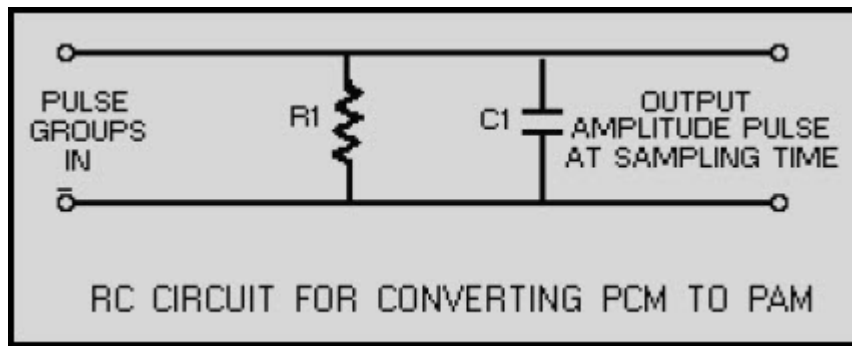 PULSE
GROUPS
IN
R1
C1
OUTPUT
AMPLITUDE PULSE
AT SAMPLING TIME
RC CIRCUIT FOR CONVERTING PCM TO PAM